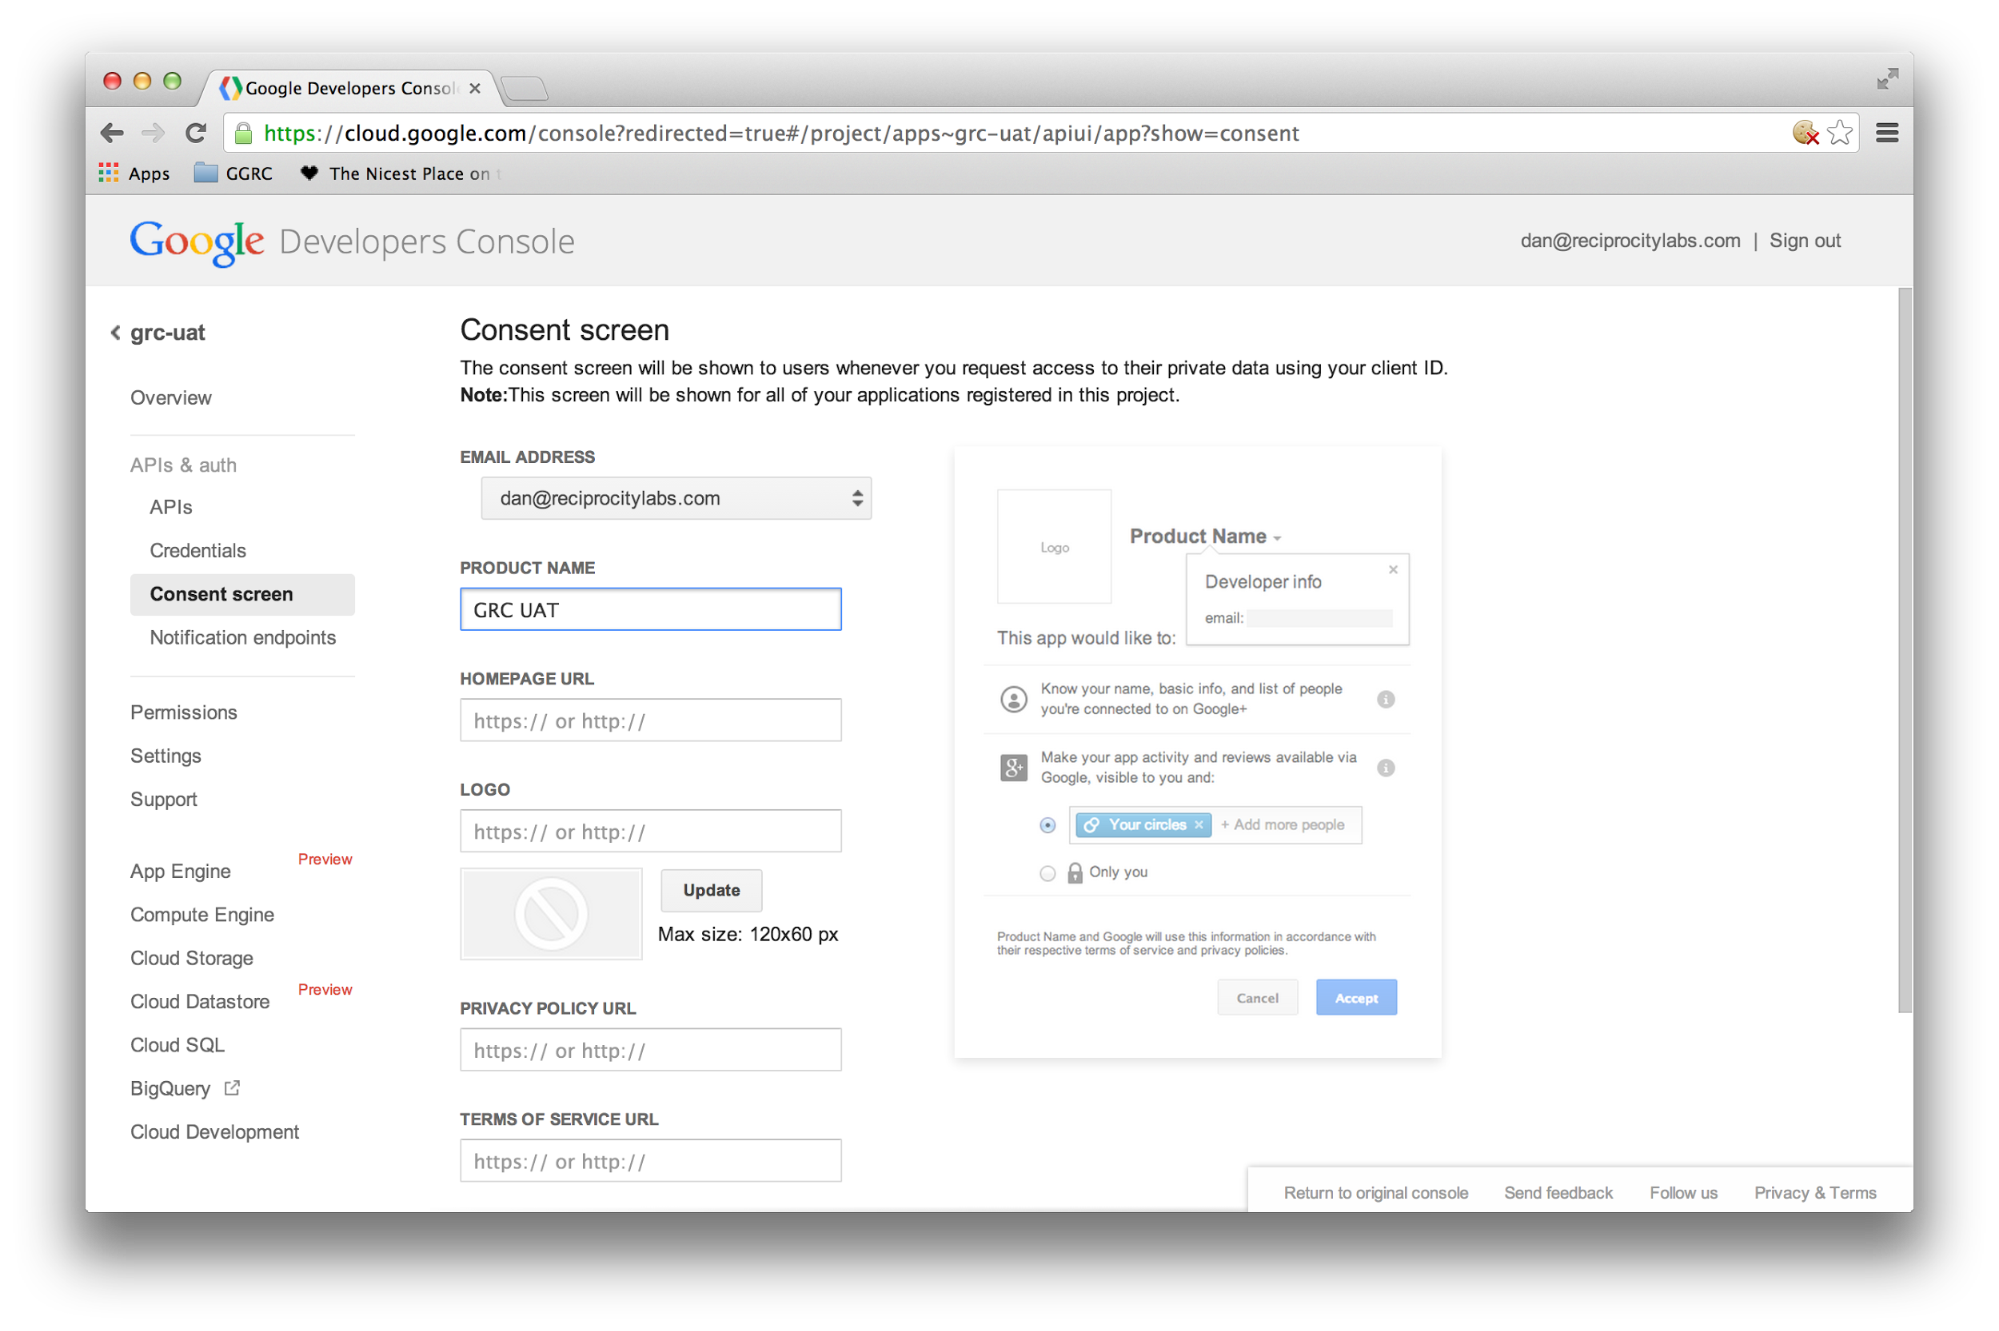 Google Developers Consol
https://cloud.google.com/console?redirected=true#/project/apps~grc-uat/apiui/app?show=consent
Apps GGRC The Nicest Place on
Google Developers Console
dan@reciprocitylabs.com | Sign out
grc-uat
Overview
APIs & auth
APIs
Credentials
Consent screen
Notification endpoints
Permissions
Settings
Support
App Engine Preview
Compute Engine
Cloud Storage
Cloud Datastore Preview
Cloud SQL
BigQuery
Cloud Development
Consent screen
The consent screen will be shown to users whenever you request access to their private data using your client ID.
Note:This screen will be shown for all of your applications registered in this project.
EMAIL ADDRESS
dan@reciprocitylabs.com
PRODUCT NAME
GRC UAT
HOMEPAGE URL
https:// or http://
LOGO
https:// or http://
Update
Max size: 120x60 px
PRIVACY POLICY URL
https:// or http://
TERMS OF SERVICE URL
https:// or http://
Logo
Product Name
Developer info
email:
This app would like to:
Know your name, basic info, and list of people
you're connected to on Google+
g+
Make your app activity and reviews available via
Google, visible to you and:
Your circles × + Add more people
Only you
Product Name and Google will use this information in accordance with
their respective terms of service and privacy policies.
Cancel Accept
Return to original console Send feedback Follow us Privacy & Terms